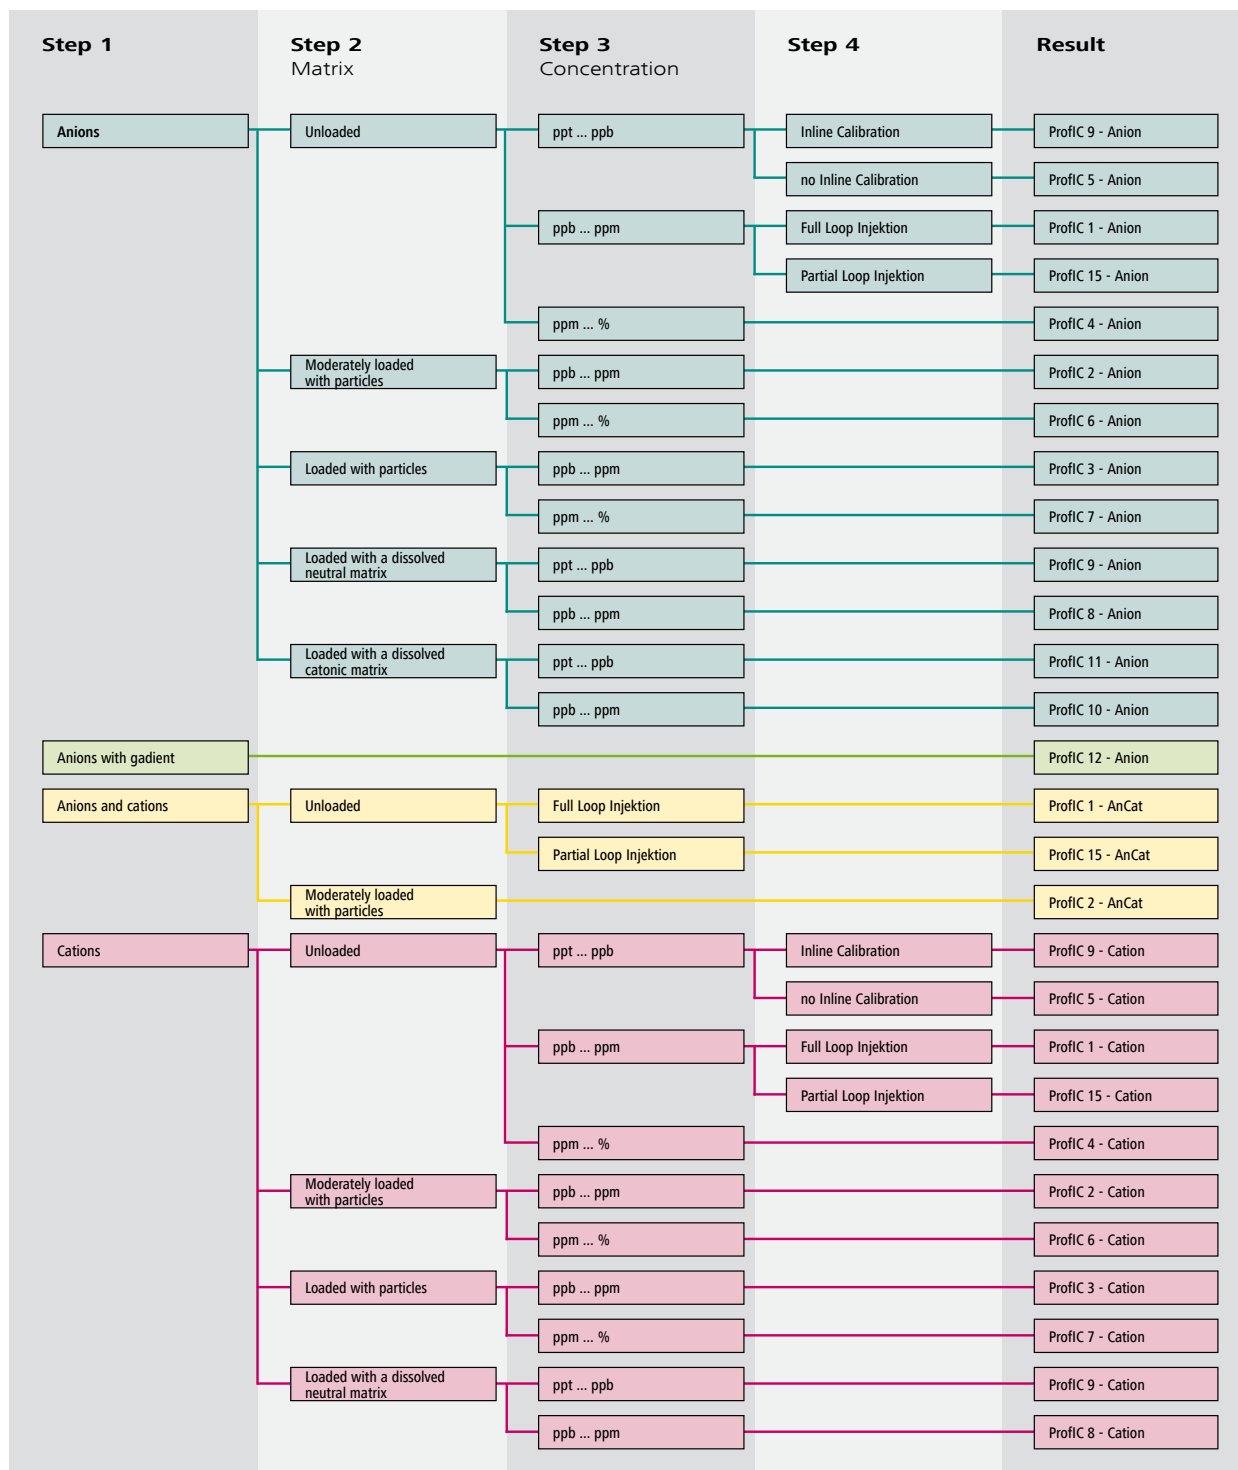 Step 1 Step 2 Step 3 Step 4 Result
Matrix Concentration
Anions Unloaded ppt ... ppb Inline Calibration ProfIC 9 - Anion
no Inline Calibration ProfIC 5 - Anion
ppb ... ppm Full Loop Injektion ProfIC 1 - Anion
Partial Loop Injektion ProfIC 15 - Anion
ppm ... % ProfIC 4 - Anion
Moderately loaded
with particles ppb ... ppm ProfIC 2 - Anion
ppm ... % ProfIC 6 - Anion
Loaded with particles ppb ... ppm ProfIC 3 - Anion
ppm ... % ProfIC 7 - Anion
Loaded with a dissolved
neutral matrix ppt ... ppb ProfIC 9 - Anion
ppb ... ppm ProfIC 8 - Anion
Loaded with a dissolved
catonic matrix ppt ... ppb ProfIC 11 - Anion
ppb ... ppm ProfIC 10 - Anion
Anions with gadient ProfIC 12 - Anion
Anions and cations Unloaded Full Loop Injektion ProfIC 1 - AnCat
Partial Loop Injektion ProfIC 15 - AnCat
Moderately loaded
with particles ProfIC 2 - AnCat
Cations Unloaded ppt ... ppb Inline Calibration ProfIC 9 - Cation
no Inline Calibration ProfIC 5 - Cation
ppb ... ppm Full Loop Injektion ProfIC 1 - Cation
Partial Loop Injektion ProfIC 15 - Cation
ppm ... % ProfIC 4 - Cation
Moderately loaded
with particles ppb ... ppm ProfIC 2 - Cation
ppm ... % ProfIC 6 - Cation
Loaded with particles ppb ... ppm ProfIC 3 - Cation
ppm ... % ProfIC 7 - Cation
Loaded with a dissolved
neutral matrix ppt ... ppb ProfIC 9 - Cation
ppb ... ppm ProfIC 8 - Cation